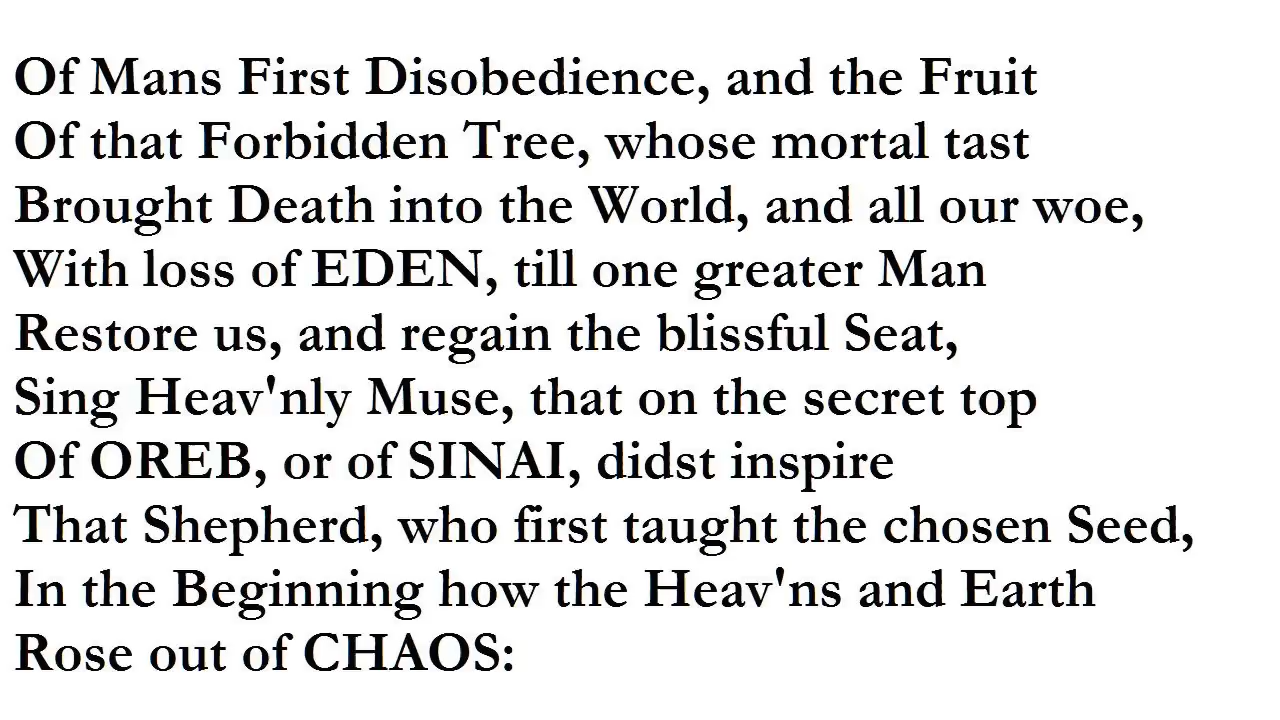 Of Mans First Disobedience, and the Fruit
Of that Forbidden Tree, whose mortal tast
Brought Death into the World, and all our woe,
With loss of EDEN, till one greater Man
Restore us, and regain the blissful Seat,
Sing Heav'nly Muse, that on the secret top
Of OREB, or of SINAI, didst inspire
That Shepherd, who first taught the chosen Seed,
In the Beginning how the Heav'ns and Earth
Rose out of CHAOS: